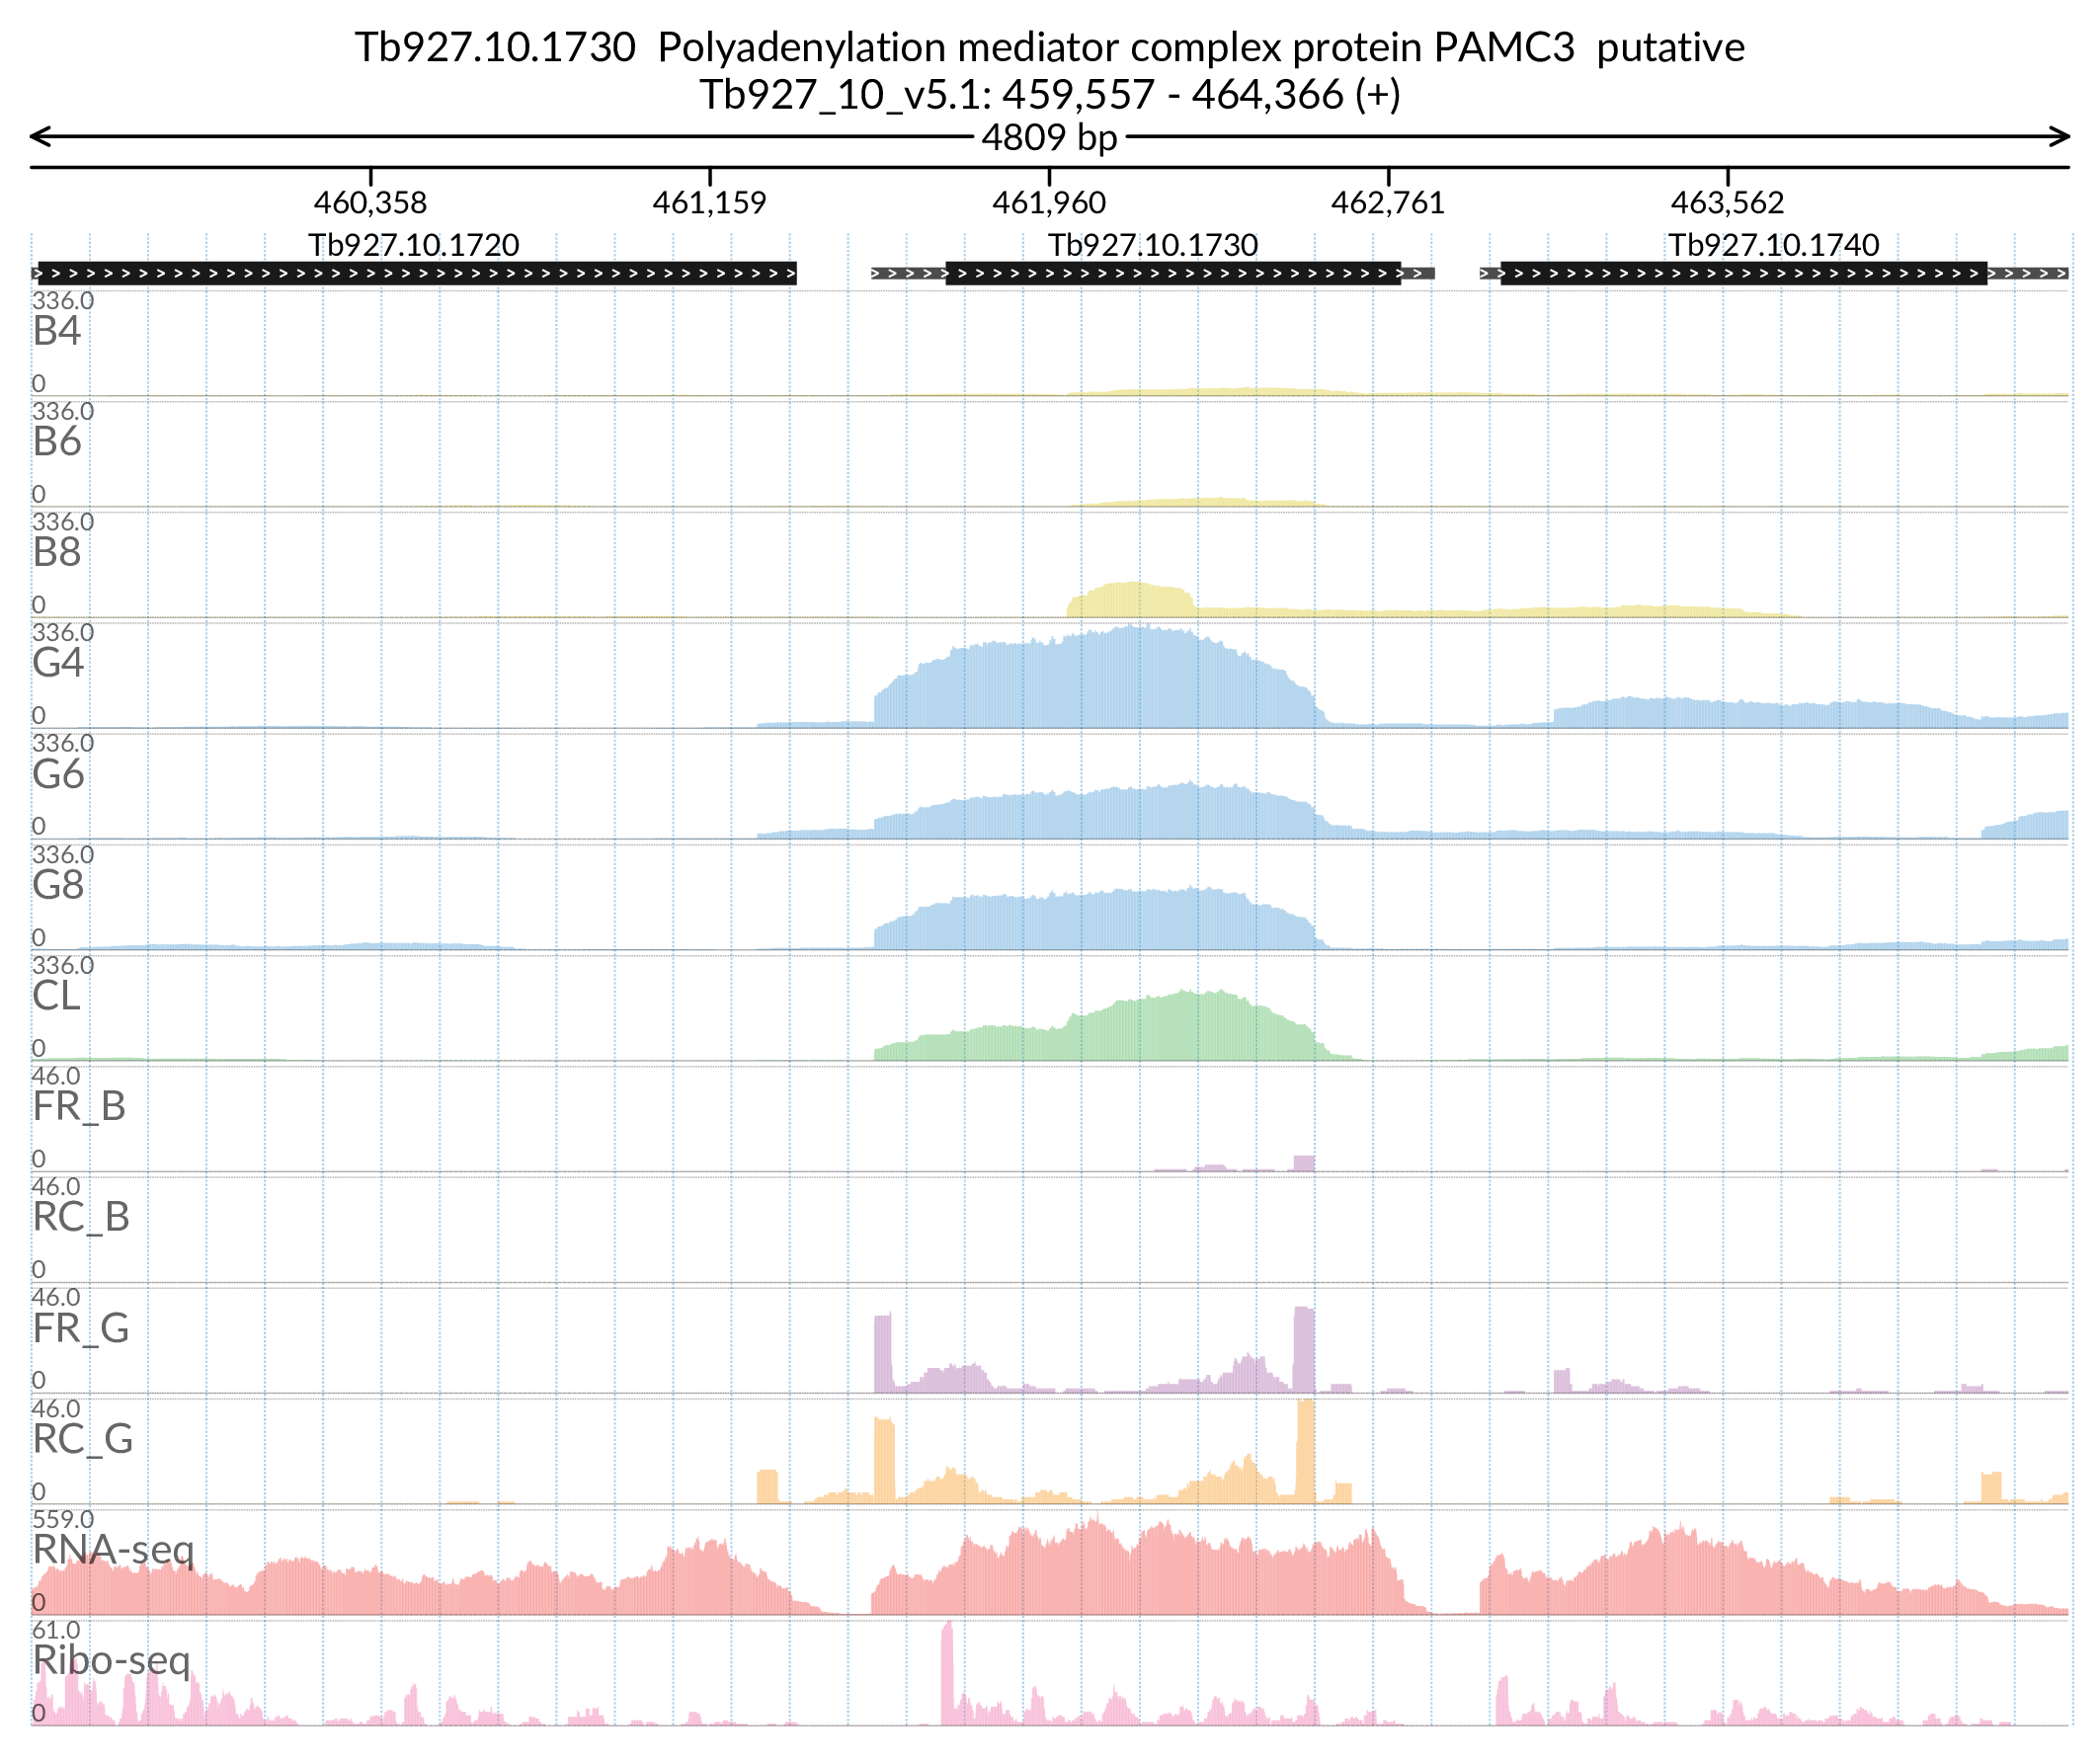 Tb927.10.1730  Polyadenylation mediator complex protein PAMC3  putative
Tb927_10_v5.1: 459,557 - 464,366 (+)
4809 bp
460,358 461,159 461,960 462,761 463,562
Tb927.10.1720 Tb927.10.1730 Tb927.10.1740
336.0
B4
0
336.0
B6
0
336.0
B8
0
336.0
G4
0
336.0
G6
0
336.0
G8
0
336.0
CL
0
46.0
FR_B
0
46.0
RC_B
0
46.0
FR_G
0
46.0
RC_G
0
559.0
RNA-seq
0
61.0
Ribo-seq
0